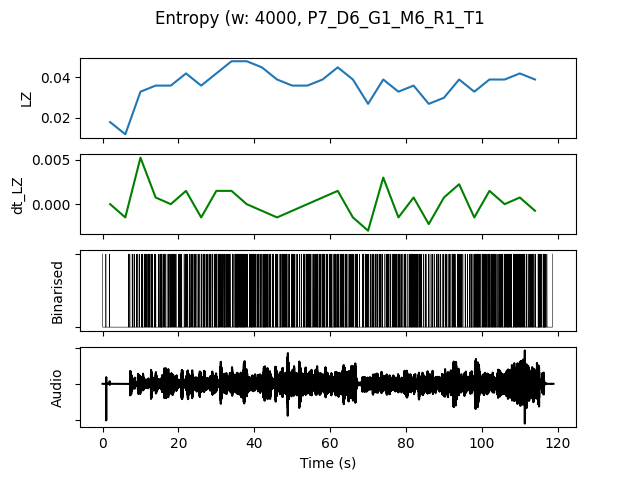 Entropy (w: 4000, P7_D6_G1_M6_R1_T1
0.04
0.02
LZ
0.005
0.000
dt_LZ
Binarised
Audio
0 20 40 60 80 100 120
Time (s)